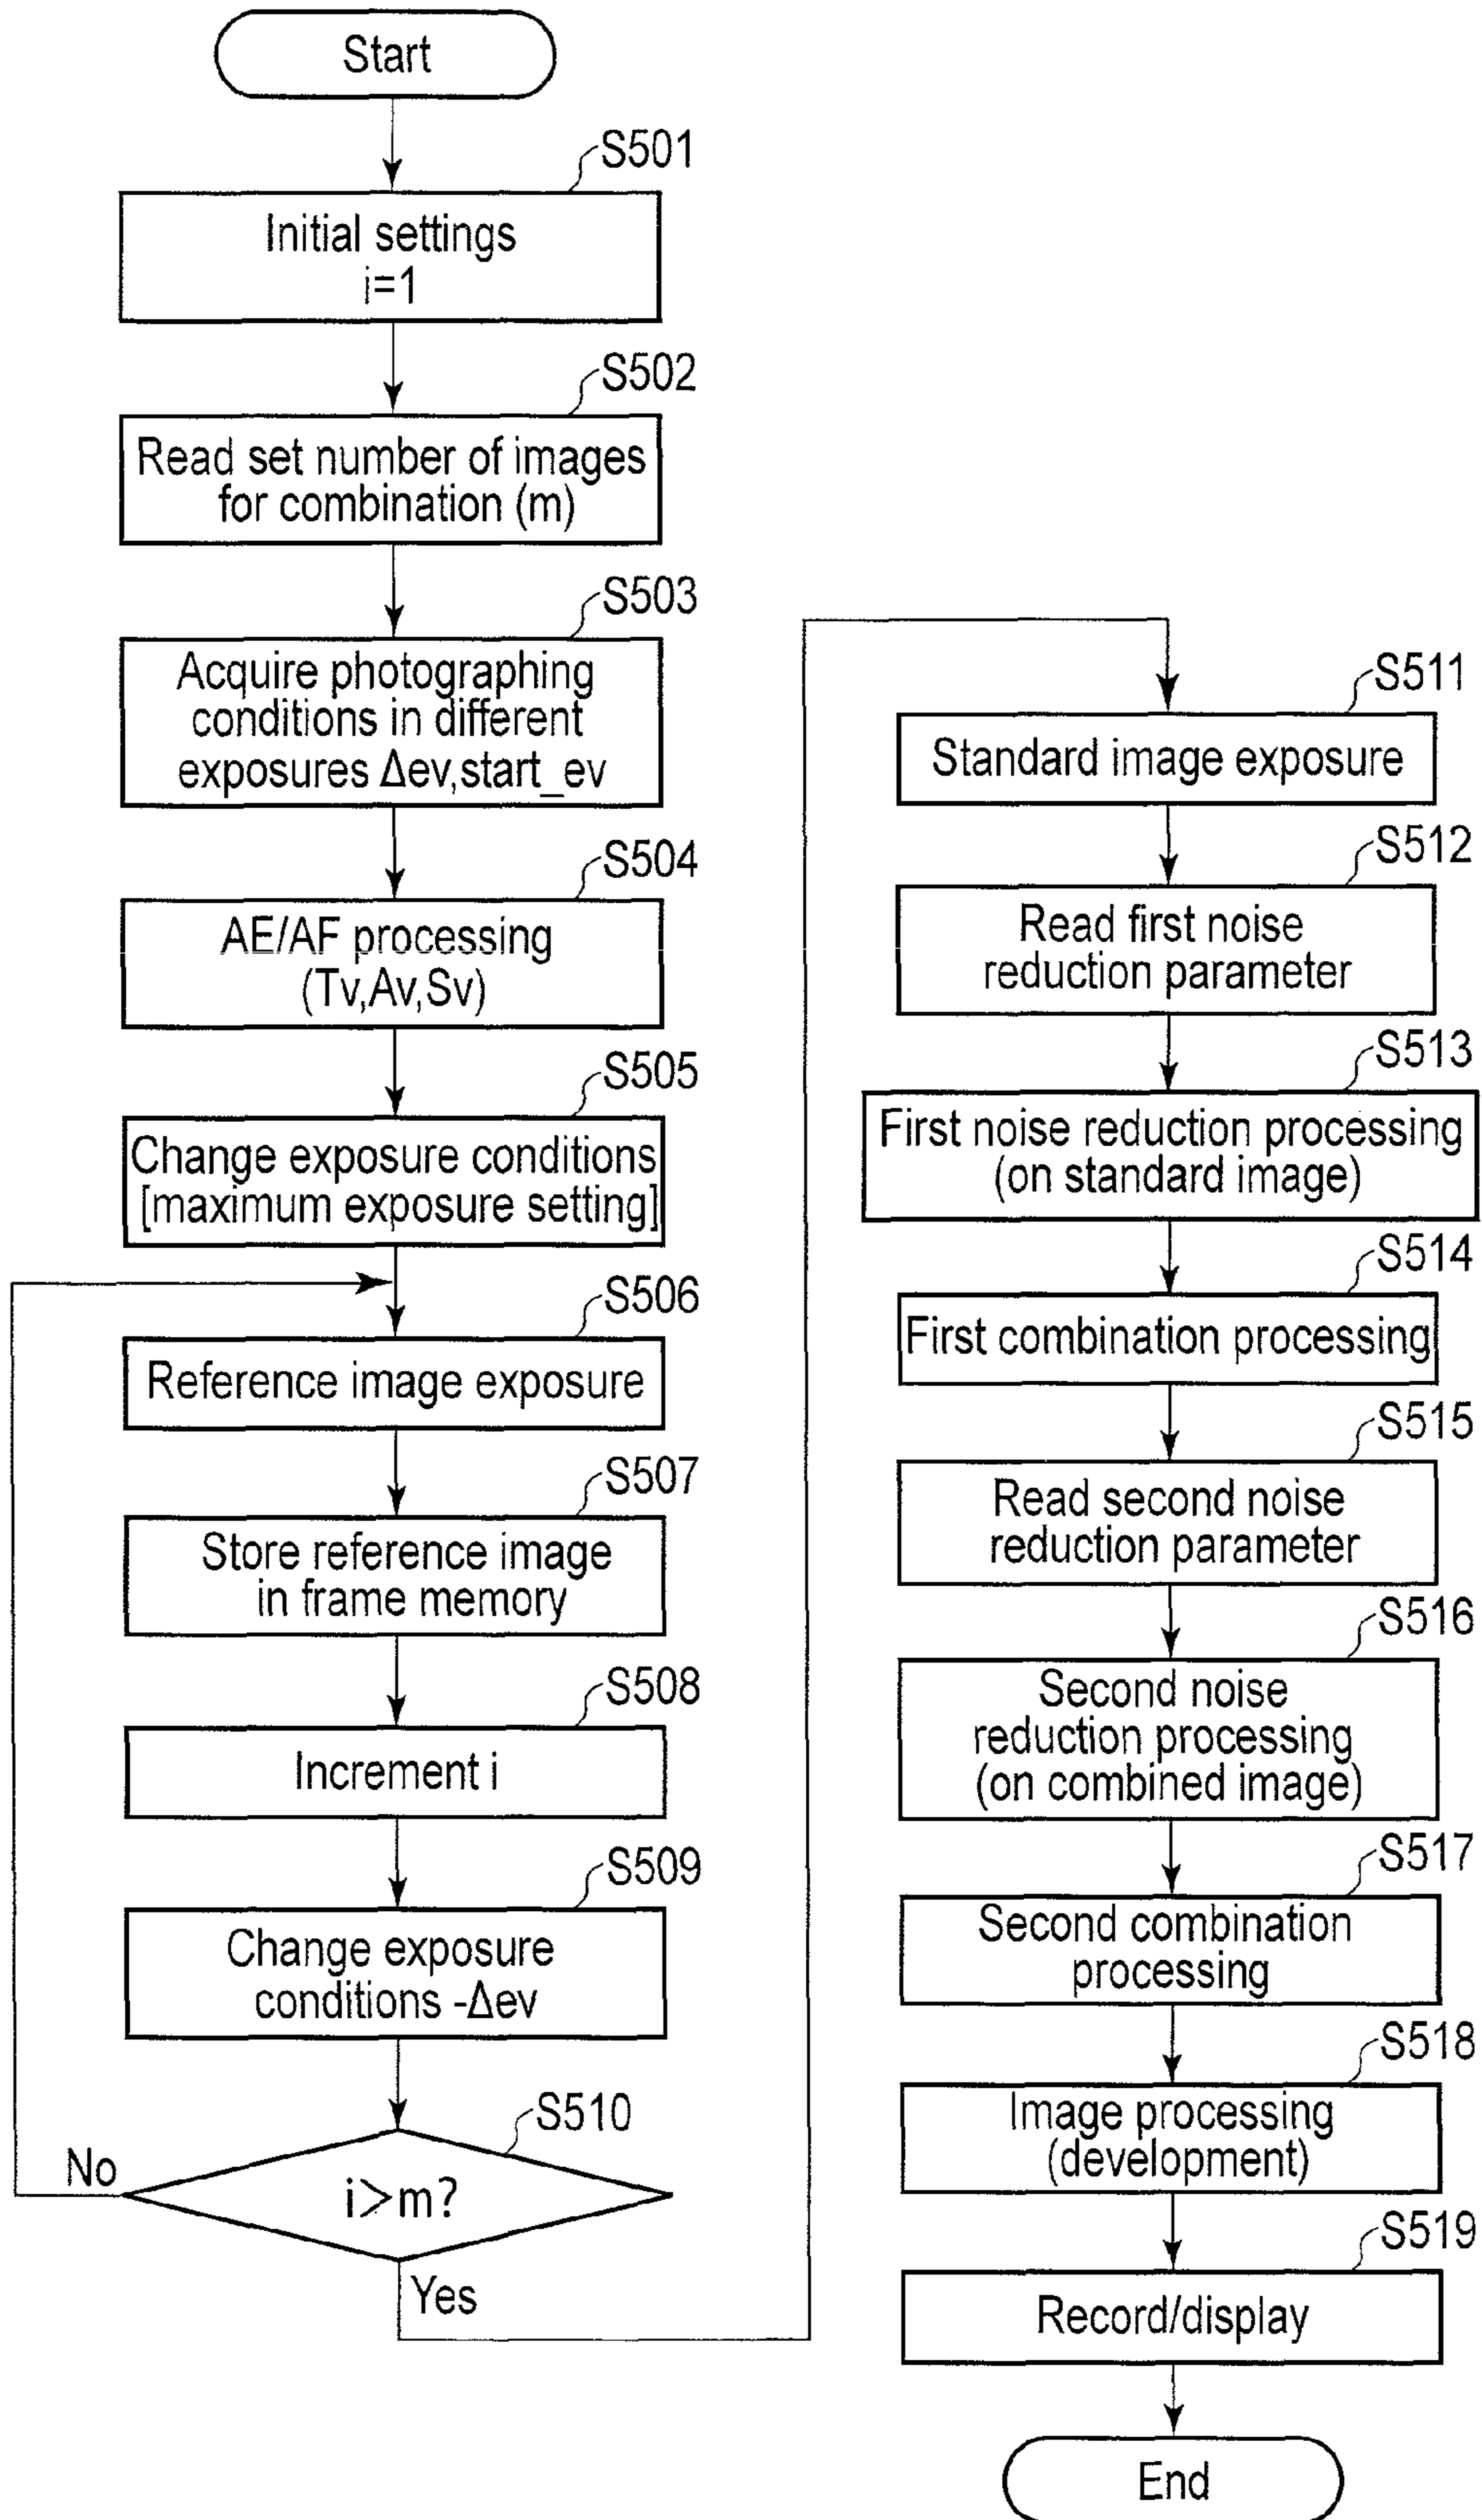 Start
S501
Initial settings
i=1
S502
Read set number of images
for combination (m)
S503
Acquire photographing
conditions in different
exposures Δev,start_ev
S504
AE/AF processing
(Tv,Av,Sv)
S505
Change exposure conditions
[maximum exposure setting]
S506
Reference image exposure
S507
Store reference image
in frame memory
S508
Increment i
S509
Change exposure
conditions -Δev
S510
No
i>m?
Yes
S511
Standard image exposure
S512
Read first noise
reduction parameter
S513
First noise reduction processing
(on standard image)
S514
First combination processing
S515
Read second noise
reduction parameter
S516
Second noise
reduction processing
(on combined image)
S517
Second combination
processing
S518
Image processing
(development)
S519
Record/display
End